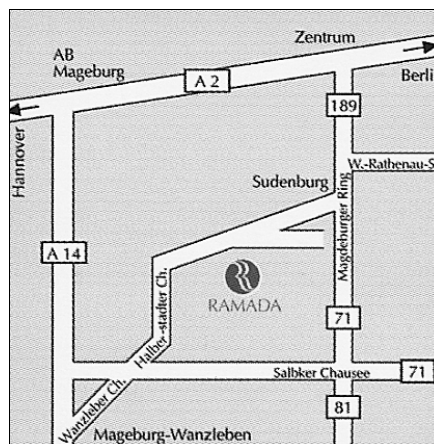 Zentrum
AB
Mageburg
A 2
Berli
Hannover
189
W.-Rathenau-S
Sudenburg
Magdeburger Ring
A 14
Halber-stadter Ch.
RAMADA
71
Salbker Chausee
71
Wanzleber Ch.
81
Mageburg-Wanzleben